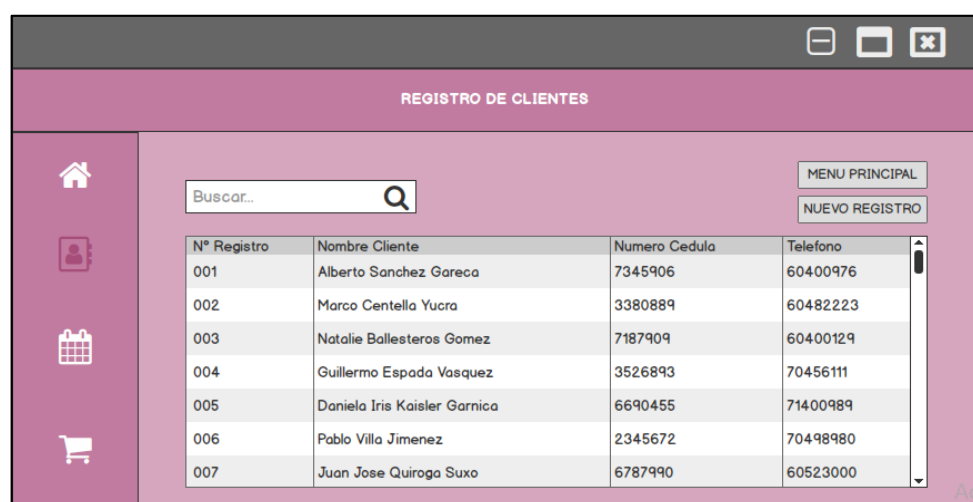 REGISTRO DE CLIENTES
MENU PRINCIPAL
Buscar...
NUEVO REGISTRO
Nº Registro Nombre Cliente Numero Cedula Telefono
001 Alberto Sanchez Gareca 7345906 60400976
002 Marco Centella Yucra 3380889 60482223
003 Natalie Ballesteros Gomez 7187909 60400129
004 Guillermo Espada Vasquez 3526893 70456111
005 Daniela Iris Kaisler Garnica 6690455 71400989
006 Pablo Villa Jimenez 2345672 70498980
007 Juan Jose Quiroga Suxo 6787990 60523000